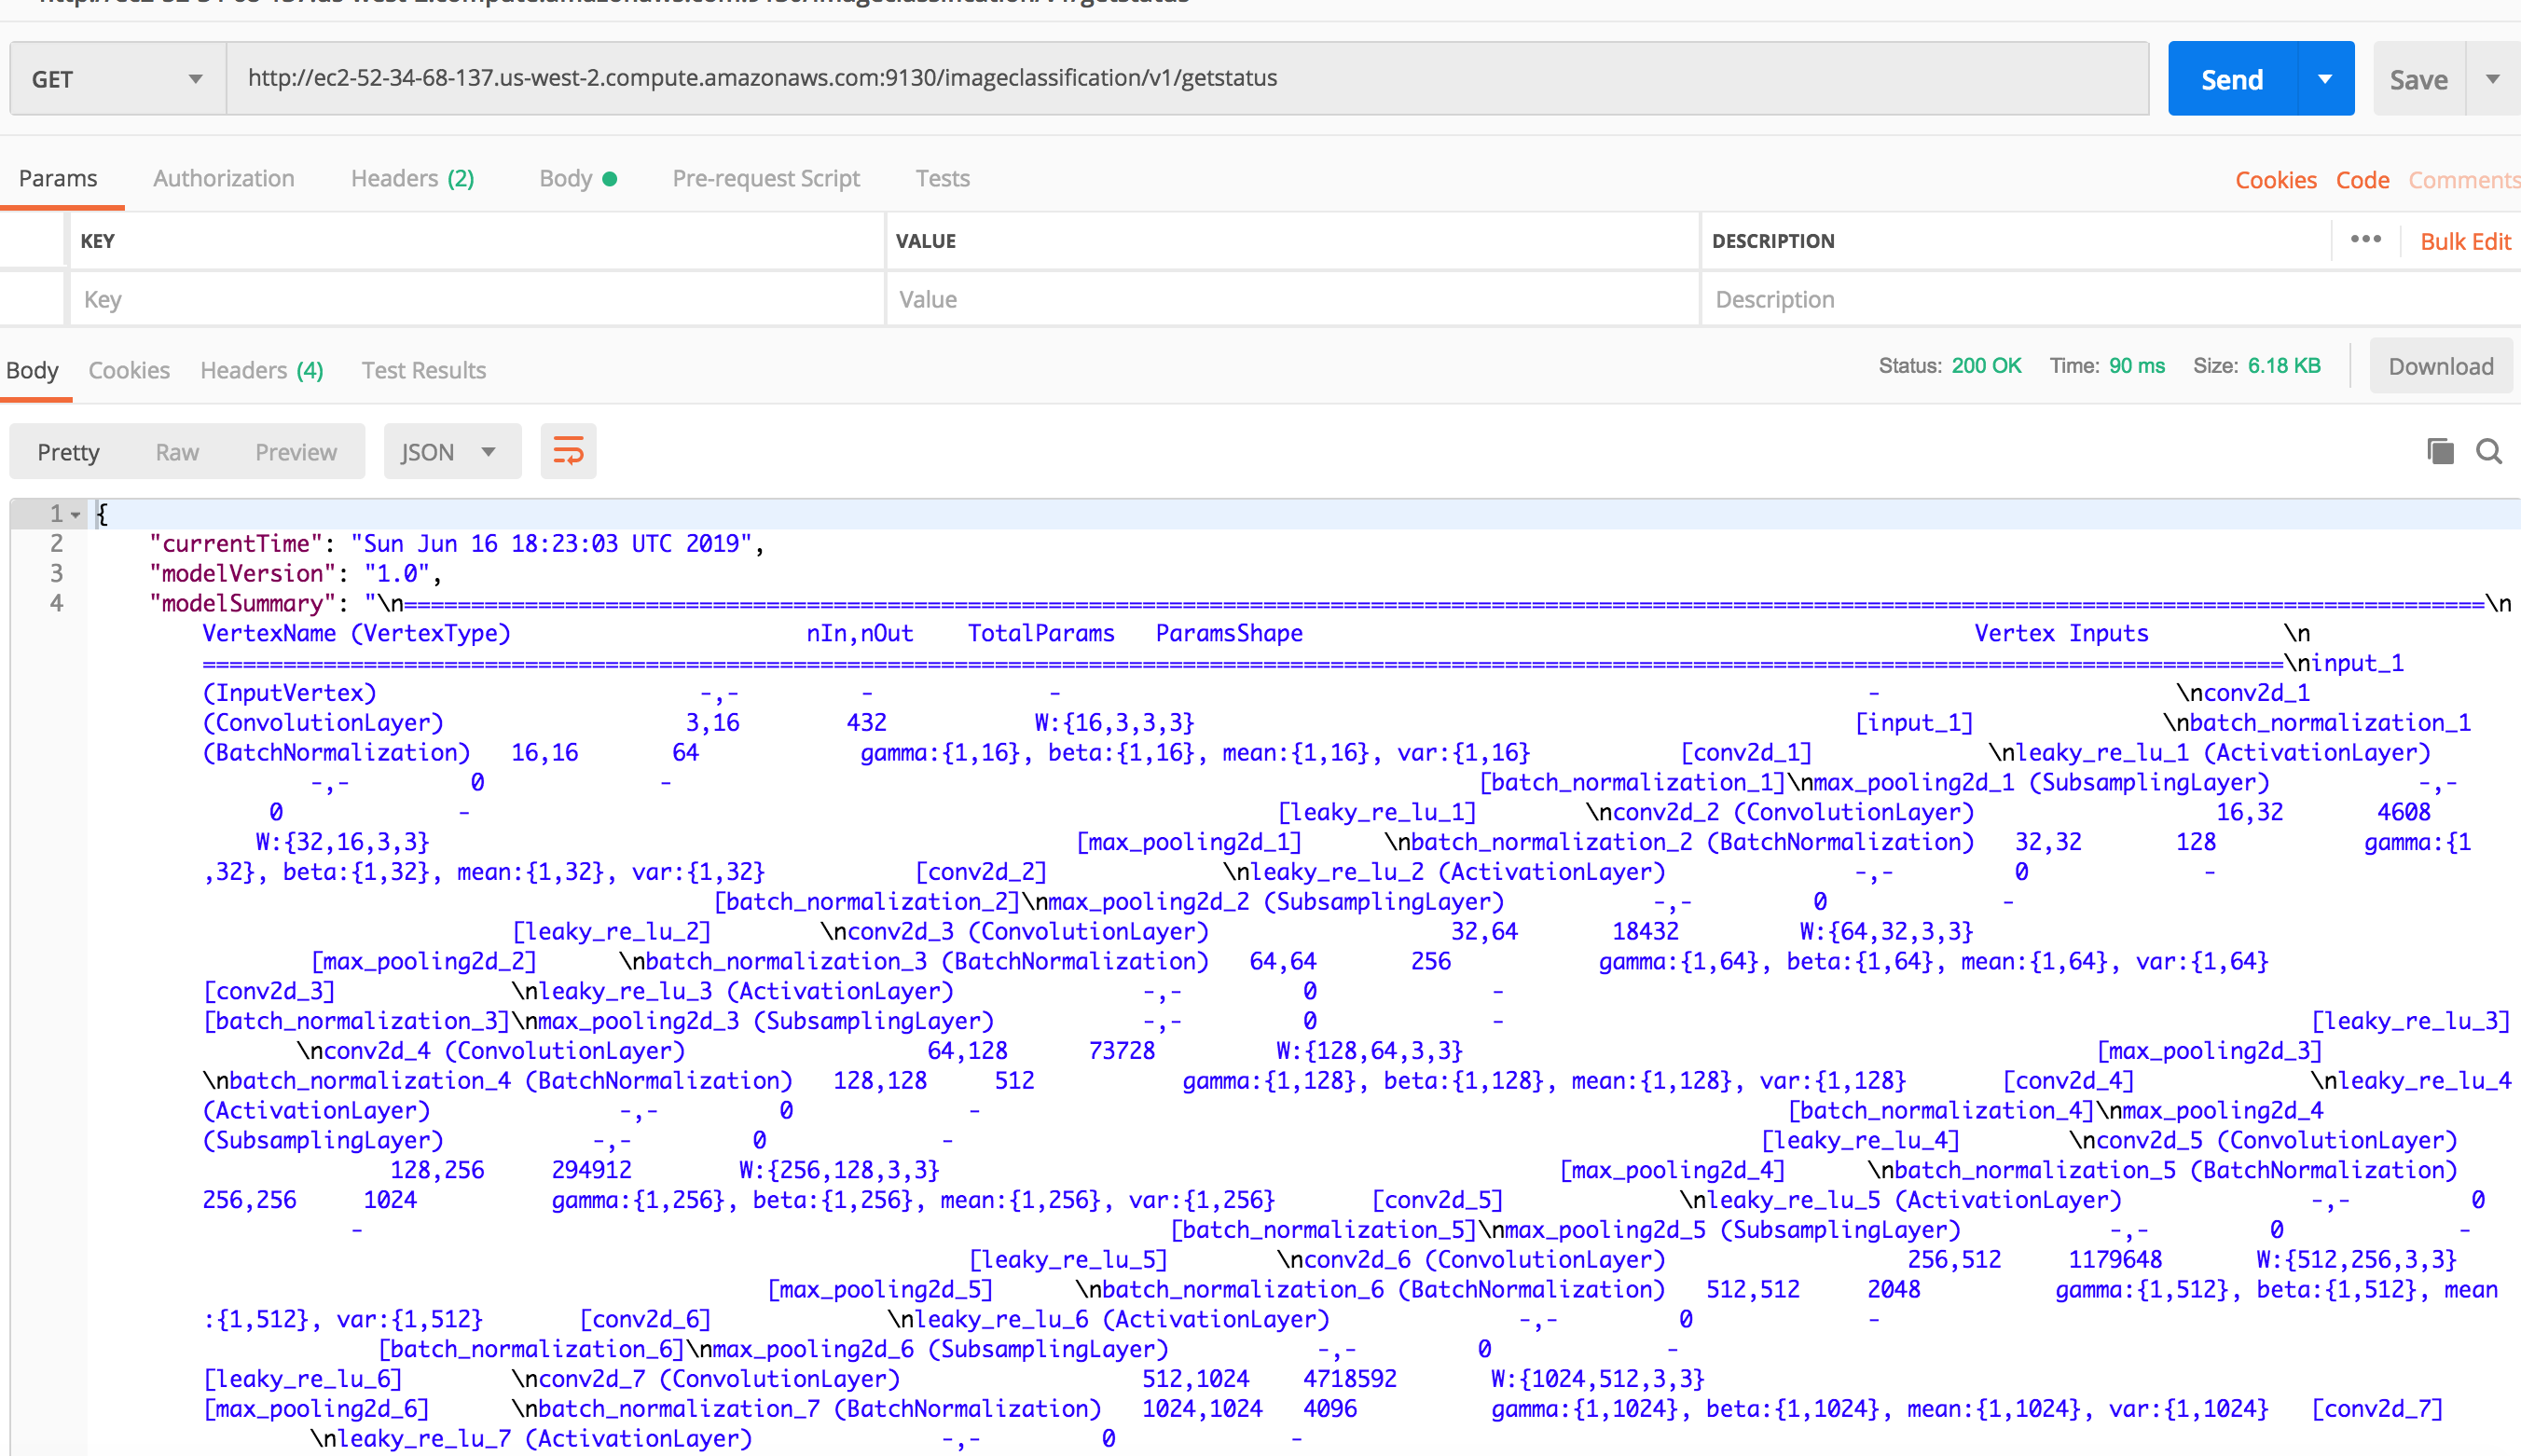 http://ec2-52-34-68-137.us-west-2.compute.amazonaws.com:9130/imageclassification/v1/getstatus
GET http://ec2-52-34-68-137.us-west-2.compute.amazonaws.com:9130/imageclassification/v1/getstatus Send Save
Params Authorization Headers (2) Body Pre-request Script Tests Cookies Code Comments
KEY VALUE DESCRIPTION ••• Bulk Edit
Key Value Description
Body Cookies Headers (4) Test Results Status: 200 OK Time: 90 ms Size: 6.18 KB Download
Pretty Raw Preview JSON
1 {
2 "currentTime": "Sun Jun 16 18:23:03 UTC 2019",
3 "modelVersion": "1.0",
4 "modelSummary": "\n=================================================================================================================================================================\n
VertexName (VertexType) nIn,nOut TotalParams ParamsShape Vertex Inputs \n
===========================================================================================================================================================\ninput_1
(InputVertex) -,- - - - \nconv2d_1
(ConvolutionLayer) 3,16 432 W:{16,3,3,3} [input_1] \nbatch_normalization_1
(BatchNormalization) 16,16 64 gamma:{1,16}, beta:{1,16}, mean:{1,16}, var:{1,16} [conv2d_1] \nleaky_re_lu_1 (ActivationLayer)
-,- 0 - [batch_normalization_1]\nmax_pooling2d_1 (SubsamplingLayer) -,-
0 - [leaky_re_lu_1] \nconv2d_2 (ConvolutionLayer) 16,32 4608
W:{32,16,3,3} [max_pooling2d_1] \nbatch_normalization_2 (BatchNormalization) 32,32 128 gamma:{1
,32}, beta:{1,32}, mean:{1,32}, var:{1,32} [conv2d_2] \nleaky_re_lu_2 (ActivationLayer) -,- 0 -
[batch_normalization_2]\nmax_pooling2d_2 (SubsamplingLayer) -,- 0 -
[leaky_re_lu_2] \nconv2d_3 (ConvolutionLayer) 32,64 18432 W:{64,32,3,3}
[max_pooling2d_2] \nbatch_normalization_3 (BatchNormalization) 64,64 256 gamma:{1,64}, beta:{1,64}, mean:{1,64}, var:{1,64}
[conv2d_3] \nleaky_re_lu_3 (ActivationLayer) -,- 0 -
[batch_normalization_3]\nmax_pooling2d_3 (SubsamplingLayer) -,- 0 - [leaky_re_lu_3]
\nconv2d_4 (ConvolutionLayer) 64,128 73728 W:{128,64,3,3} [max_pooling2d_3]
\nbatch_normalization_4 (BatchNormalization) 128,128 512 gamma:{1,128}, beta:{1,128}, mean:{1,128}, var:{1,128} [conv2d_4] \nleaky_re_lu_4
(ActivationLayer) -,- 0 - [batch_normalization_4]\nmax_pooling2d_4
(SubsamplingLayer) -,- 0 - [leaky_re_lu_4] \nconv2d_5 (ConvolutionLayer)
128,256 294912 W:{256,128,3,3} [max_pooling2d_4] \nbatch_normalization_5 (BatchNormalization)
256,256 1024 gamma:{1,256}, beta:{1,256}, mean:{1,256}, var:{1,256} [conv2d_5] \nleaky_re_lu_5 (ActivationLayer) -,- 0
- [batch_normalization_5]\nmax_pooling2d_5 (SubsamplingLayer) -,- 0 -
[leaky_re_lu_5] \nconv2d_6 (ConvolutionLayer) 256,512 1179648 W:{512,256,3,3}
[max_pooling2d_5] \nbatch_normalization_6 (BatchNormalization) 512,512 2048 gamma:{1,512}, beta:{1,512}, mean
:{1,512}, var:{1,512} [conv2d_6] \nleaky_re_lu_6 (ActivationLayer) -,- 0 -
[batch_normalization_6]\nmax_pooling2d_6 (SubsamplingLayer) -,- 0 -
[leaky_re_lu_6] \nconv2d_7 (ConvolutionLayer) 512,1024 4718592 W:{1024,512,3,3}
[max_pooling2d_6] \nbatch_normalization_7 (BatchNormalization) 1024,1024 4096 gamma:{1,1024}, beta:{1,1024}, mean:{1,1024}, var:{1,1024} [conv2d_7]
\nleaky_re_lu_7 (ActivationLayer) -,- 0 -